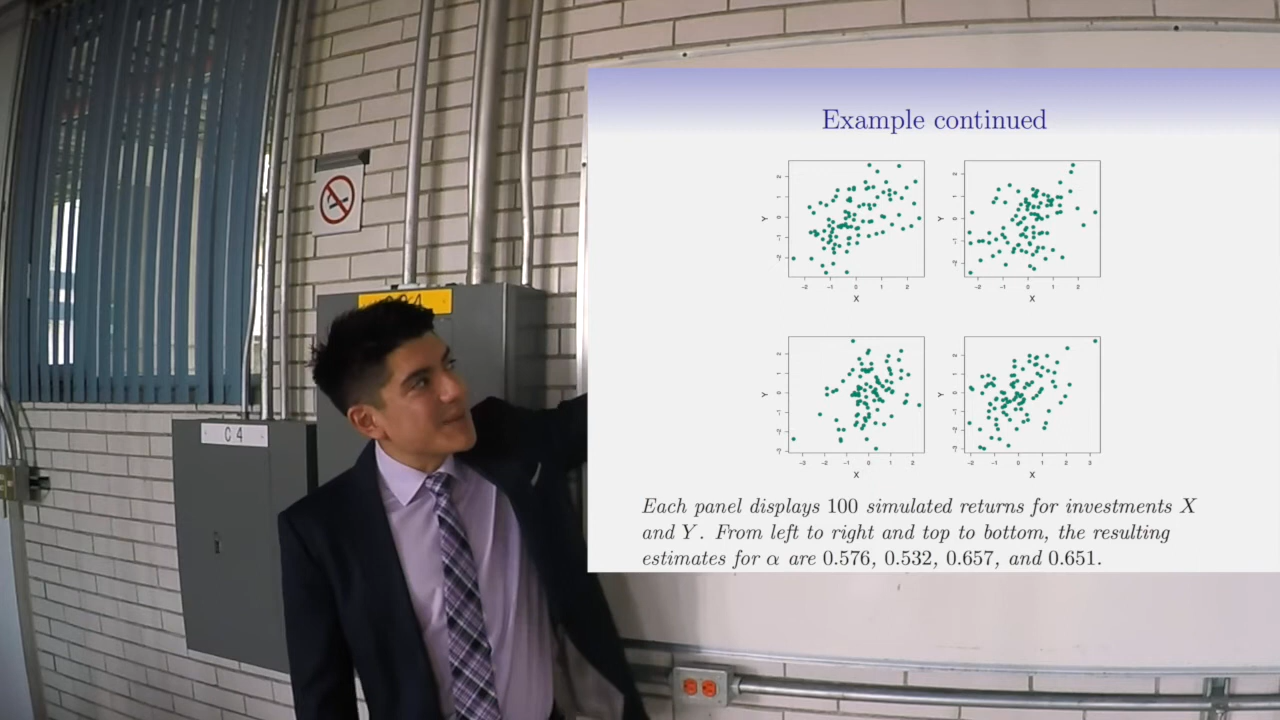 C 4
Example continued
Y
X
Y
X
Y
X
Y
X
Each panel displays 100 simulated returns for investments X
and Y. From left to right and top to bottom, the resulting
estimates for α are 0.576, 0.532, 0.657, and 0.651.